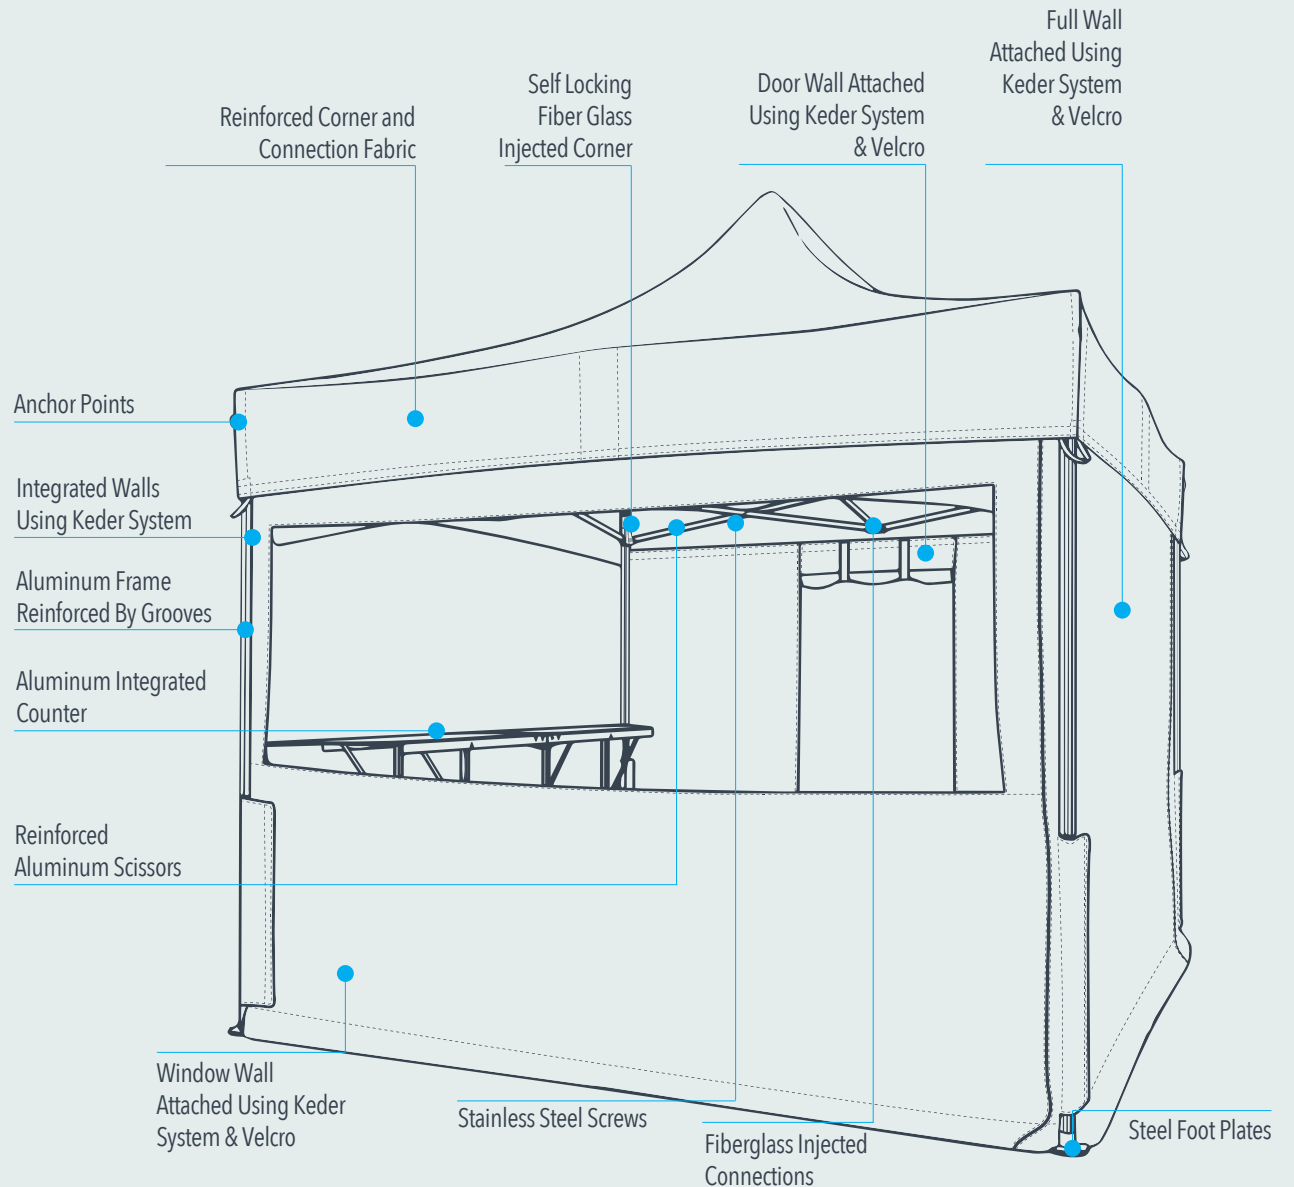 Full Wall
Attached Using
Keder System
& Velcro
Door Wall Attached
Using Keder System
& Velcro
Self Locking
Fiber Glass
Injected Corner
Reinforced Corner and
Connection Fabric
Anchor Points
Integrated Walls
Using Keder System
Aluminum Frame
Reinforced By Grooves
Aluminum Integrated
Counter
Reinforced
Aluminum Scissors
Window Wall
Attached Using Keder
System & Velcro
Stainless Steel Screws
Fiberglass Injected
Connections
Steel Foot Plates